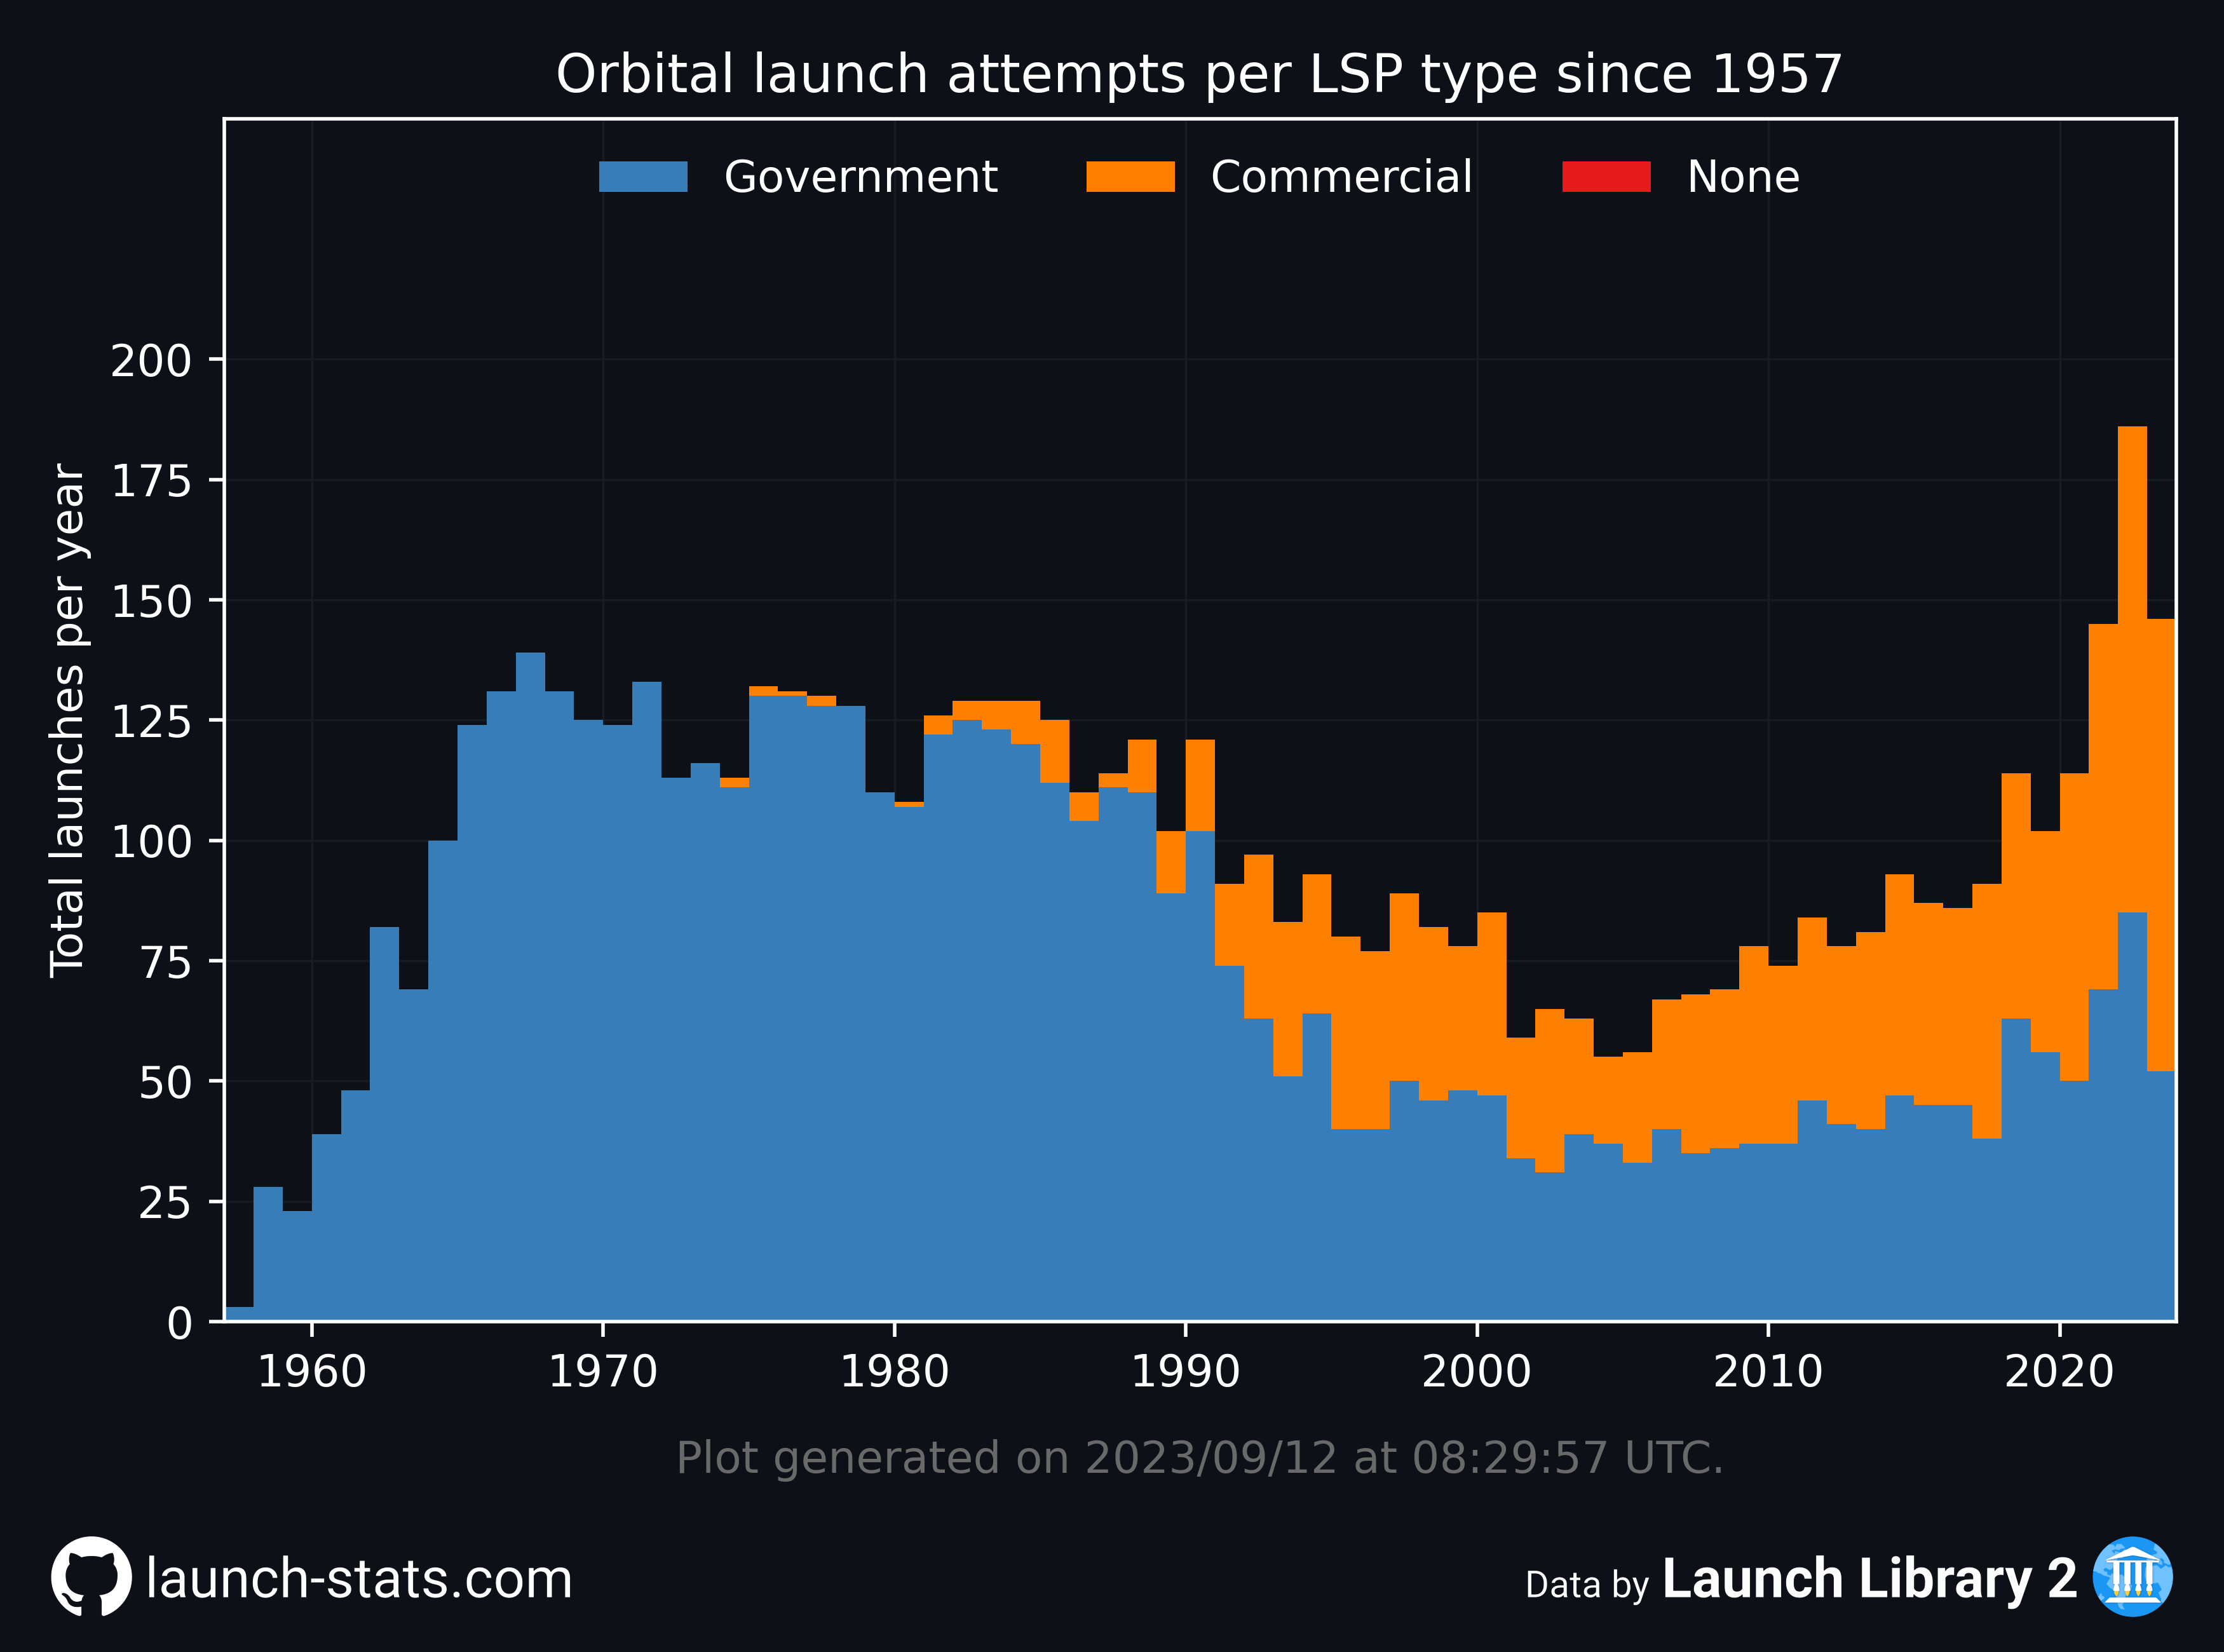 Orbital launch attempts per LSP type since 1957
Government Commercial None
Total launches per year
200
175
150
125
100
75
50
25
0
1960 1970 1980 1990 2000 2010 2020
Plot generated on 2023/09/12 at 08:29:57 UTC.
launch-stats.com
Data by Launch Library 2